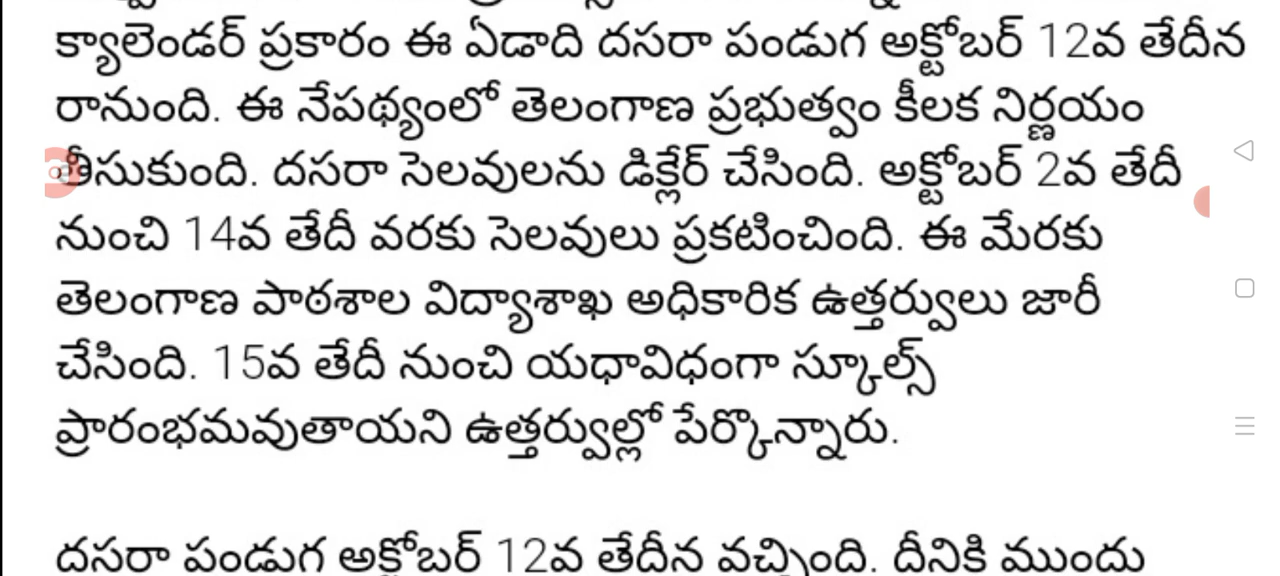 క్యాలెండర్ ప్రకారం ఈ ఏడాది దసరా పండుగ అక్టోబర్ 12వ తేదీన
రానుంది. ఈ నేపథ్యంలో తెలంగాణ ప్రభుత్వం కీలక నిర్ణయం
తీసుకుంది. దసరా సెలవులను డిక్లేర్ చేసింది. అక్టోబర్ 2వ తేదీ
నుంచి 14వ తేదీ వరకు సెలవులు ప్రకటించింది. ఈ మేరకు
తెలంగాణ పాఠశాల విద్యాశాఖ అధికారిక ఉత్తర్వులు జారీ
చేసింది. 15వ తేదీ నుంచి యధావిధంగా స్కూల్స్
ప్రారంభమవుతాయని ఉత్తర్వుల్లో పేర్కొన్నారు.
దసరా పండుగ అక్టోబర్ 12వ తేదీన వచ్చింది. దీనికి ముందు